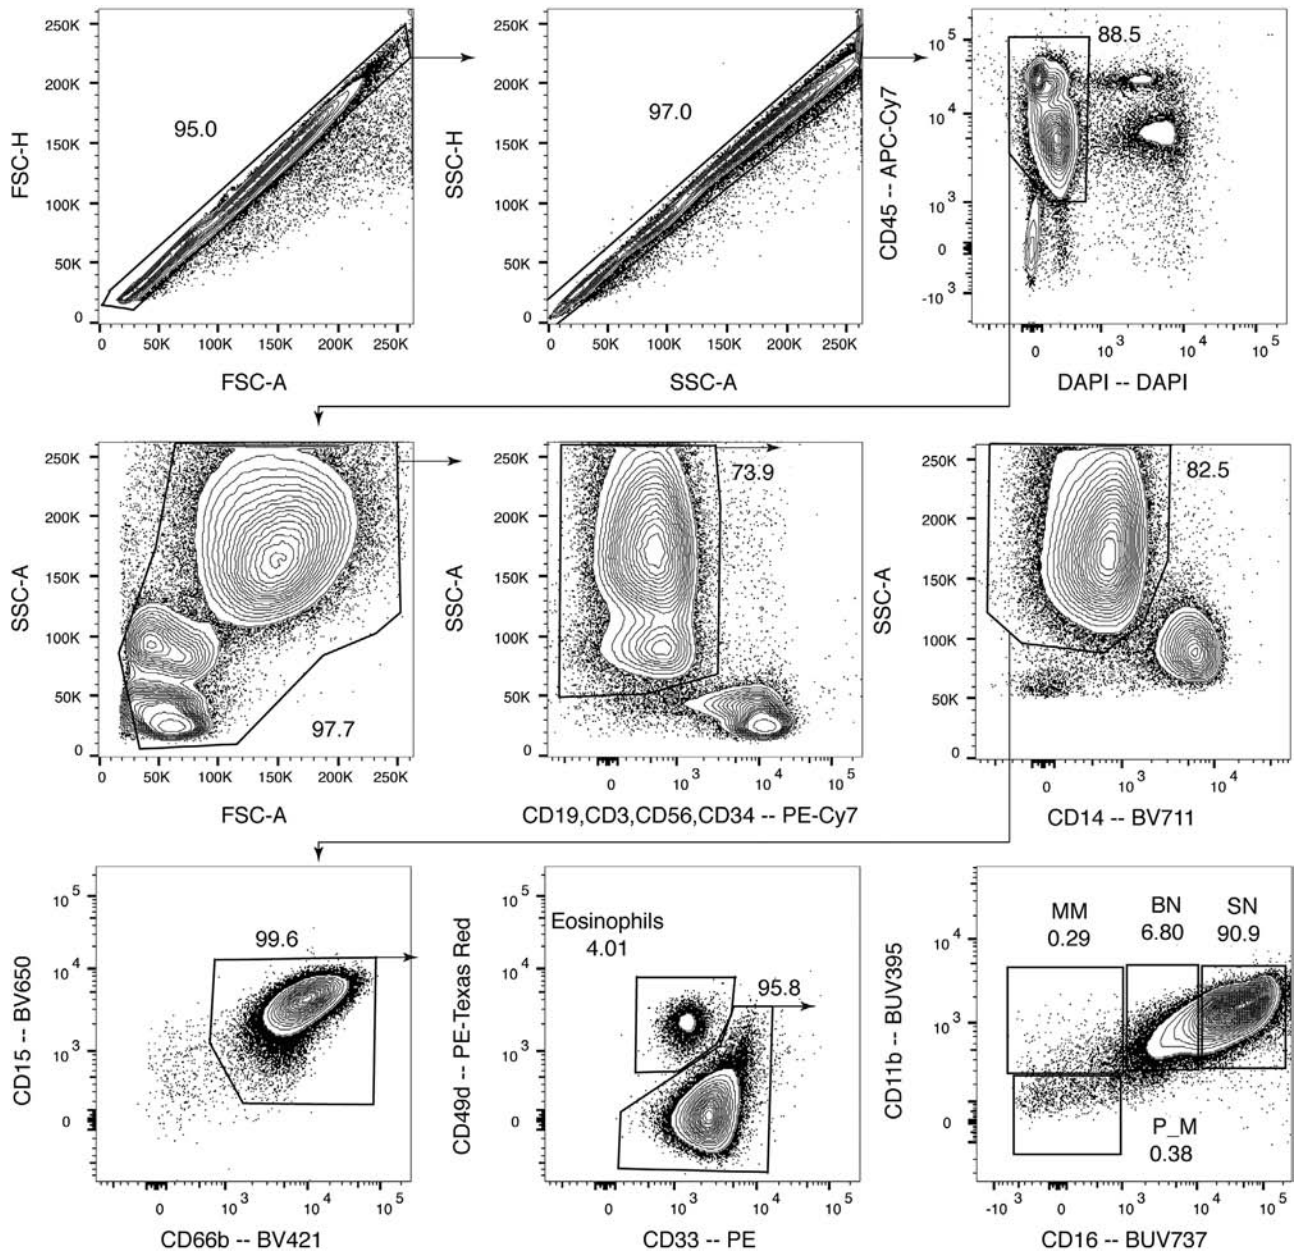 250K
200K
150K
100K
50K
0
FSC-H
95.0
0 50K 100K 150K 200K 250K
FSC-A
250K
200K
150K
100K
50K
0
SSC-H
97.0
0 50K 100K 150K 200K 250K
SSC-A
10 5
10 4
10 3
0
-10 3
CD45 -- APC-Cy7
88.5
0 10 3 10 4 10 5
DAPI -- DAPI
250K
200K
150K
100K
50K
0
SSC-A
97.7
0 50K 100K 150K 200K 250K
FSC-A
250K
200K
150K
100K
50K
0
SSC-A
73.9
0 10 3 10 4 10 5
CD19,CD3,CD56,CD34 -- PE-Cy7
250K
200K
150K
100K
50K
0
SSC-A
82.5
0 10 3 10 4
CD14 -- BV711
10 5
10 4
10 3
0
CD15 -- BV650
99.6
0 10 3 10 4 10 5
CD66b -- BV421
10 5
10 4
10 3
0
CD49d -- PE-Texas Red
Eosinophils
4.01
95.8
0 10 3 10 4 10 5
CD33 -- PE
10 4
10 3
0
CD11b -- BUV395
MM
0.29
BN
6.80
SN
90.9
P_M
0.38
-10 3 0 10 3 10 4 10 5
CD16 -- BUV737